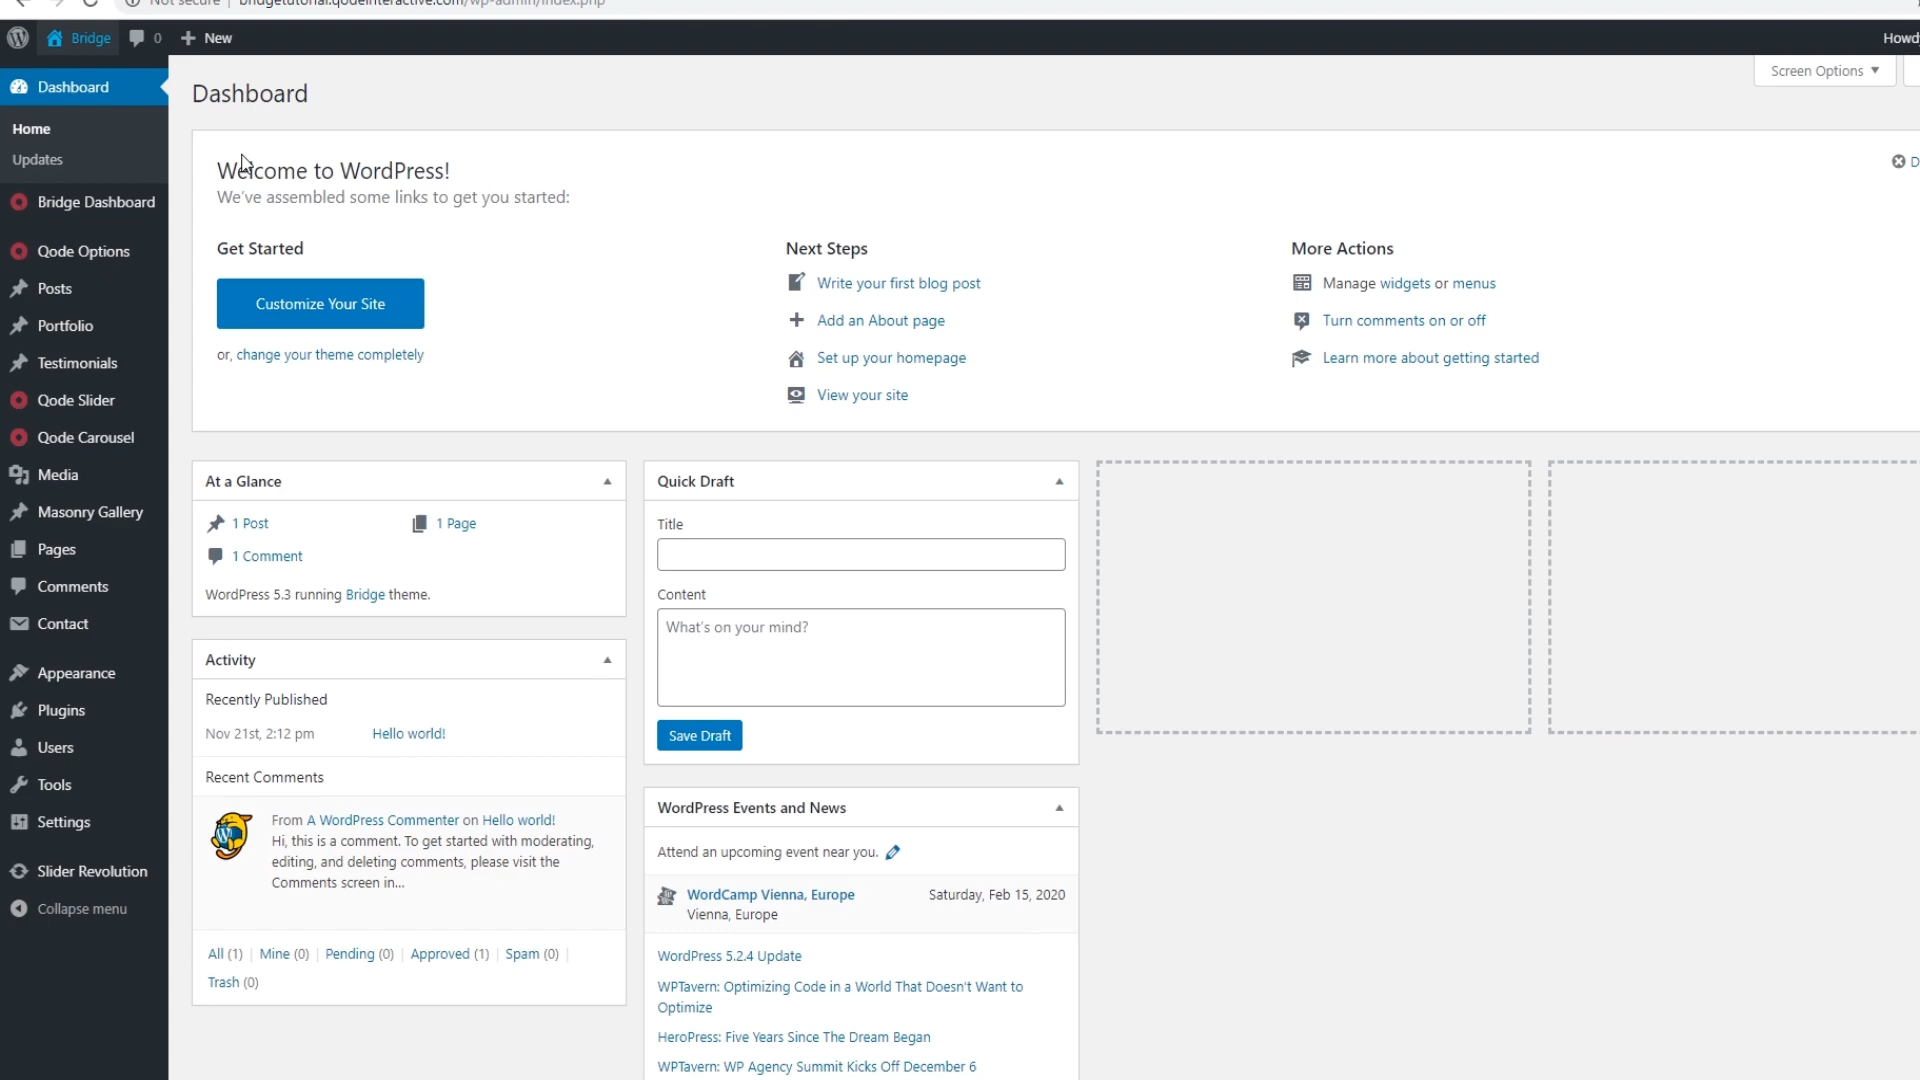 Not secure | bridgetutorial.qodeinteractive.com/wp-admin/index.php
Bridge 0 New Howdy
Screen Options
Dashboard
Home
Updates
Bridge Dashboard
Qode Options
Posts
Portfolio
Testimonials
Qode Slider
Qode Carousel
Media
Masonry Gallery
Pages
Comments
Contact
Appearance
Plugins
Users
Tools
Settings
Slider Revolution
Collapse menu
Dashboard
Welcome to WordPress!
We've assembled some links to get you started:
D
Get Started
Customize Your Site
or, change your theme completely
Next Steps
Write your first blog post
Add an About page
Set up your homepage
View your site
More Actions
Manage widgets or menus
Turn comments on or off
Learn more about getting started
At a Glance
1 Post 1 Page
1 Comment
WordPress 5.3 running Bridge theme.
Activity
Recently Published
Nov 21st, 2:12 pm Hello world!
Recent Comments
From A WordPress Commenter on Hello world!
Hi, this is a comment. To get started with moderating,
editing, and deleting comments, please visit the
Comments screen in...
All (1) | Mine (0) | Pending (0) | Approved (1) | Spam (0) |
Trash (0)
Quick Draft
Title
Content
What's on your mind?
Save Draft
WordPress Events and News
Attend an upcoming event near you.
WordCamp Vienna, Europe Saturday, Feb 15, 2020
Vienna, Europe
WordPress 5.2.4 Update
WPTavern: Optimizing Code in a World That Doesn't Want to
Optimize
HeroPress: Five Years Since The Dream Began
WPTavern: WP Agency Summit Kicks Off December 6